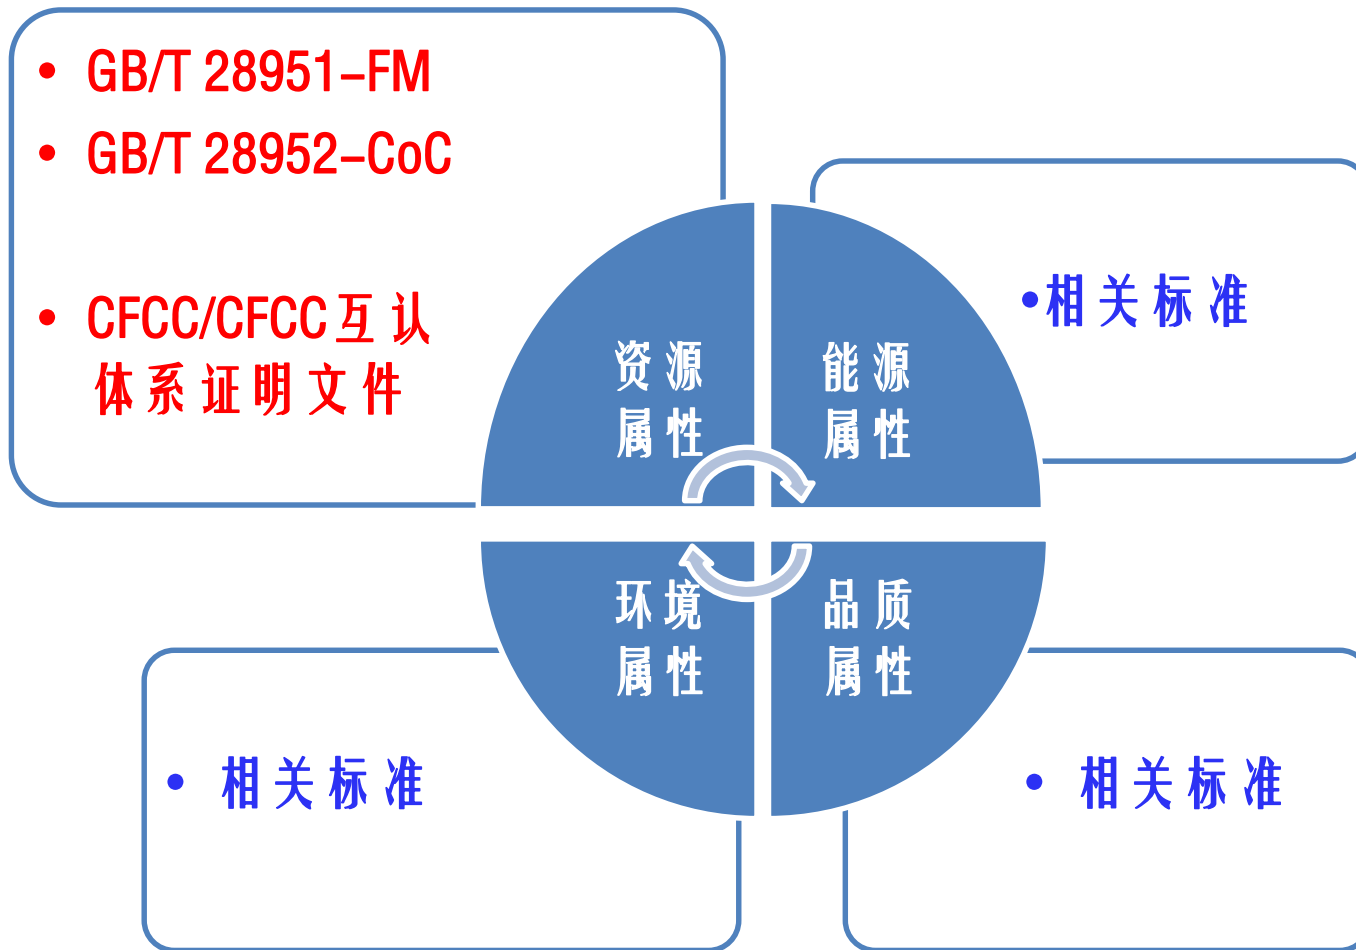 • GB/T 28951–FM
• GB/T 28952–CoC
• CFCC/CFCC互认
体系证明文件
•相关标准
资源
属性
能源
属性
环境
属性
品质
属性
• 相关标准
• 相关标准